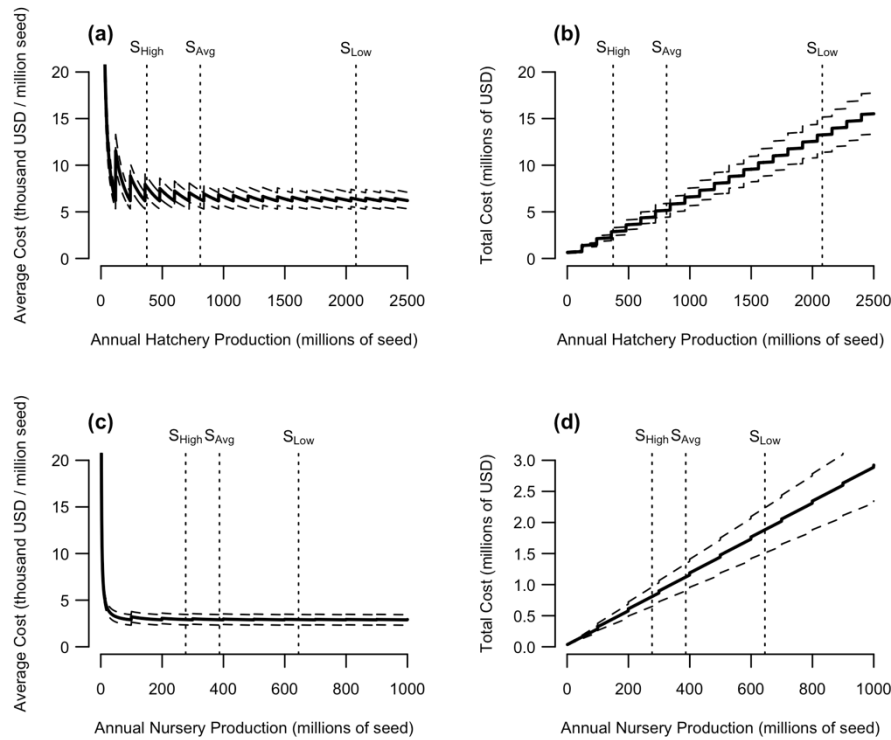 (a)
S_High S_Avg S_Low
Average Cost (thousand USD / million seed)
20
15
10
5
0
0 500 1000 1500 2000 2500
Annual Hatchery Production (millions of seed)
(b)
S_High S_Avg S_Low
Total Cost (millions of USD)
20
15
10
5
0
0 500 1000 1500 2000 2500
Annual Hatchery Production (millions of seed)
(c)
S_High S_Avg S_Low
Average Cost (thousand USD / million seed)
20
15
10
5
0
0 200 400 600 800 1000
Annual Nursery Production (millions of seed)
(d)
S_High S_Avg S_Low
Total Cost (millions of USD)
3.0
2.5
2.0
1.5
1.0
0.5
0.0
0 200 400 600 800 1000
Annual Nursery Production (millions of seed)